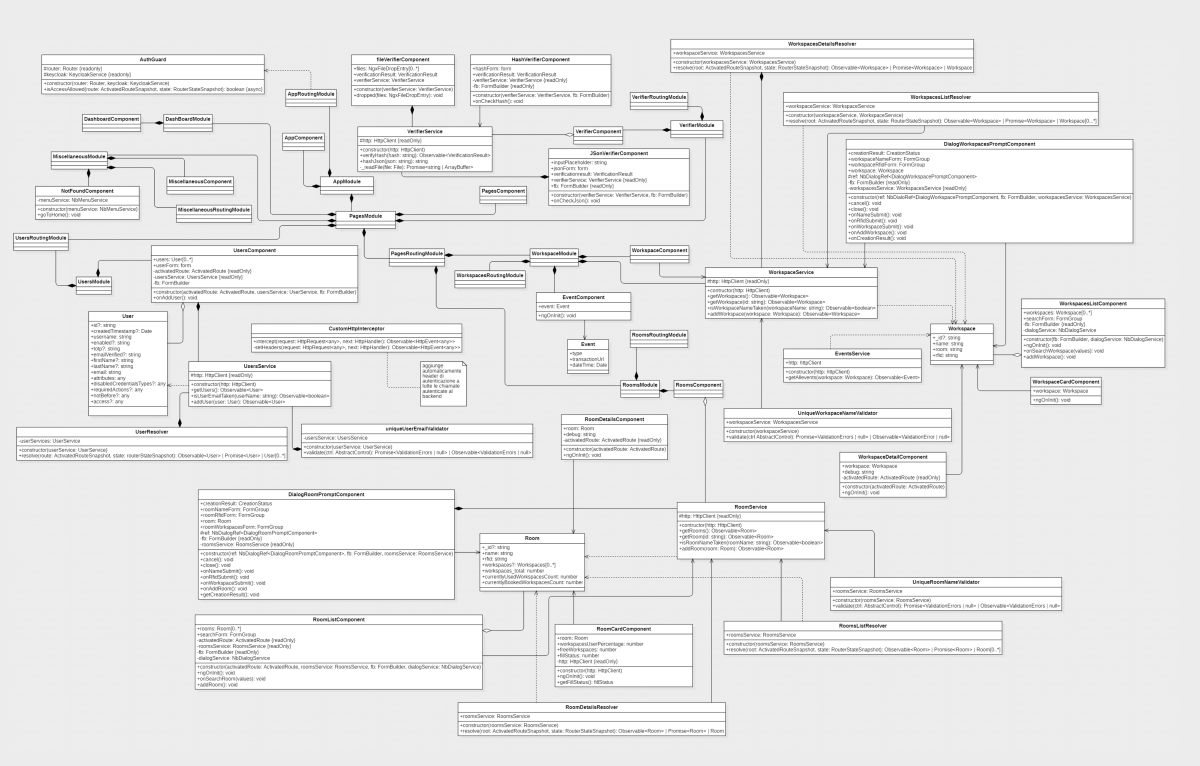 AuthGuard
#router: Router {readonly}
#keycloak: KeycloakService {readonly}
+constructor(router: Router, keycloak: KeycloakService)
+isAccessAllowed(route: ActivatedRouteSnapshot, state: RouterStateSnapshot): boolean {async}
fileVerifierComponent
+files: NgxFileDropEntry[0..*]
+verificationResult: VerificationResult
+verifierService: VerifierService
+constructor(verifierService: VerifierService)
+dropped(files: NgxFileDropEntry): void
HashVerifierComponent
+hashForm: form
+verificationResult: VerificationResult
-verifierService: VerifierService {readOnly}
-fb: FormBuilder {readOnly}
+constructor(verifierService: VerifierService, fb: FormBuilder)
+onCheckHash(): void
WorkspacesDetailsResolver
+workspaceService: WorkspacesService
+constructor(workspaceService: WorkspacesService)
+resolve(root: ActivatedRouteSnapshot, state: RouterStateSnapshot): Observable<Workspace> | Promise<Workspace> | Workspace
WorkspacesListResolver
+workspaceService: WorkspaceService
+constructor(workspaceService: WorkspaceService)
+resolve(root: ActivatedRouteSnapshot, state: RouterStateSnapshot): Observable<Workspace> | Promise<Workspace> | Workspace[0..*]
AppRoutingModule
VerifierRoutingModule
DashboardComponent
DashBoardModule
AppComponent
VerifierService
#http: HttpClient {readOnly}
+constructor(http: HttpClient)
+verifyHash(hash: string): Observable<VerificationResult>
+hashJson(json: string): string
-_readFile(file: File): Promise<string | ArrayBuffer>
VerifierComponent
VerifierModule
DialogWorkspacesPromptComponent
+creationResult: CreationStatus
+workspaceNameForm: FormGroup
+workspaceRfidForm: FormGroup
+workspace: Workspace
#ref: NbDialogRef<DialogWorkspacePromptComponent>
-fb: FormBuilder {readOnly}
-workspacesService: WorkspaceService {readOnly}
+constructor(ref: NbDialoRef<DialogWorkspacePromptComponent, fb: FormBuilder, workspacesService: WorkspacesService)
+cancel(): void
+close(): void
+onNameSubmit(): void
+onRfidSubmit(): void
+onWorkspaceSubmit(): void
+onAddWorkspace(): void
+onCreationResult(): void
MiscellaneousModule
MiscellaneousComponent
JSonVerifierComponent
+inputPlaceholder: string
+jsonForm: form
+verificationresult: VerificationResult
+verifierService: VerifierService {readOnly}
+fb: FormBuilder {readOnly}
+constructor(verifierService: VerifierService, fb: FormBuilder)
+onCheckJson(): void
NotFoundComponent
-menuService: NbMenuService
+constructor(menuService: NbMenuService)
+goToHome(): void
AppModule
PagesComponent
MiscellaneousRoutingModule
PagesModule
UsersRoutingModule
UsersModule
UsersComponent
+users: User[0..*]
+userForm: form
-activatedRoute: ActivatedRoute {readOnly}
-usersService: UsersService {readOnly}
-fb: FormBuilder
+constructor(activatedRoute: ActivatedRoute, usersService: UserService, fb: FormBuilder)
+onAddUser(): void
PagesRoutingModule
WorkspaceModule
WorkspaceComponent
WorkspacesRoutingModule
WorkspaceService
#http: HttpClient {readOnly}
+contructor(http: HttpClient)
+getWorkspaces(): Observable<Workspace>
+getWorkspace(id: string): Observable<Workspace>
+isWorkspaceNameTaken(workspaceName: string): Observable<boolean>
+addWorkspace(workspace: Workspace): Observable<Workspace>
EventComponent
+event: Event
+ngOnInit(): void
Event
+type
+transactionUrl
+dateTime: Date
User
+id?: string
+createdTimestamp?: Date
+username: string
+enabled?: string
+totp?: string
+emailVerified?: string
+firstName?: string
+lastName?: string
+email: string
+attributes: any
+disabledCredentialsTypes?: any
+requiredActions?: any
+notBefore?: any
+access?: any
CustomHttpInterceptor
+intercept(request: HttpRequest<any>, next: HttpHandler): Observable<HttpEvent<any>>
-setHeaders(request: HttpRequest<any>, next: HttpHandler): Observable<HttpEvent<any>>
aggiunge
automaticamente
header di
autenticazione a
tutte le chiamate
autenticate al
backend
UsersService
#http: HttpClient {readOnly}
+constructor(http: HttpClient)
+getUsers(): Observable<User>
+isUserEmailTaken(userName: string): Observable<boolean>
+addUser(user: User): Observable<User>
RoomsRoutingModule
RoomsModule
RoomsComponent
Workspace
+_id?: string
+name: string
+room: string
+rfid: string
WorkspacesListComponent
+workspaces: Workspace[0..*]
+searchForm: FormGroup
-fb: FormBuilder {readOnly}
-dialogService: NbDialogService
+constructor(fb: FormBuilder, dialogService: NbDialogService)
+ngOnInit(): void
+onSearchWorkspace(values): void
+addWorkspace(): void
EventsService
+http: httpClient
+constructor(http: httpClient)
+getAllevents(workspace: Workspace): Observable<Event>
WorkspaceCardComponent
+workspace: Workspace
+ngOnInit(): void
UserResolver
-userServices: UserService
+constructor(userService: UserService)
+resolve(route: ActivatedRouteSnapshot, state: routerStateSnapshot): Observable<User> | Promise<User> | User[0..*]
uniqueUserEmailValidator
-usersService: UsersService
+constructor(userService: UserService)
+validate(ctrl: AbstractControl): Promise<ValidationErrors | null> | Observable<ValidationErrors | null>
RoomDetailsComponent
+room: Room
+debug: string
-activatedRoute: ActivatedRoute {readOnly}
+constructor(activatedRoute: ActivatedRoute)
+ngOnInit(): void
UniqueWorkspaceNameValidator
+workspaceService: WorkspaceService
+constructor(workspaceService)
+validate(ctrl AbstractControl): Promise<ValidationErrors | null> | Observable<ValidationError | null>
WorkspaceDetailComponent
+workspace: Workspace
+debug: string
-activatedRoute: ActivatedRoute {readOnly}
+constructor(activatedRoute: ActivatedRoute)
+ngOnInit(): void
DialogRoomPromptComponent
+creationResult: CreationStatus
+roomNameForm: FormGroup
+roomRfidForm: FormGroup
+room: Room
+roomWorkspacesForm: FormGroup
#ref: NbDialogRef<DialogRoomPromptComponent>
-fb: FormBuilder {readOnly}
-roomsService: RoomsService {readOnly}
+constructor(ref: NbDialogRef<DialogRoomPromptComponent>, fb: FormBuilder, roomsService: RoomsService)
+cancel(): void
+close(): void
+onNameSubmit(): void
+onRfidSubmit(): void
+onWorkspaceSubmit(): void
+onAddRoom(): void
+getCreationResult(): void
RoomService
#http: HttpClient {readOnly}
+contructor(http: HttpClient)
+getRooms(): Observable<Room>
+getRoom(id: string): Observable<Room>
+isRoomNameTaken(roomName: string): Observable<boolean>
+addRoom(room: Room): Observable<Room>
Room
+_id?: string
+name: string
+rfid: string
+workspaces?: Workspaces[0..*]
+workspaces_total: number
+currentlyUsedWorkspacesCount: number
+currentlyBookedWorkspacesCount: number
UniqueRoomNameValidator
+roomsService: RoomsService
+constructor(roomsService: RoomsService)
+validate(ctrl: AbstractControl): Promise<ValidationErrors | null> | Observable<ValidationErrors | null>
RoomListComponent
+rooms: Room[0..*]
+searchForm: FormGroup
-activatedRoute: ActivatedRoute {readOnly}
-roomsService: RoomsService {readOnly}
-fb: FormBuilder{ readOnly}
-dialogService: NbDialogService
+constructor(activatedRoute: ActivatedRoute, roomsService: RoomsService, fb: FormBuilder, dialogService: NbDialogService)
+ngOnInit(): void
+onSearchRoom(values): void
+addRoom(): void
RoomCardComponent
+room: Room
+workspacesUserPercentage: number
+freeWorkspaces: number
+fillStatus: number
-http: HttpClient {readOnly}
+constructor(http: HttpClient)
+ngOnInit(): void
+getFillStatus(): fillStatus
RoomsListResolver
+roomsService: RoomsService
+constructor(roomsService: RoomsService)
+resolve(root: ActivatedRouteSnapshot, state: RouterStateSnapshot): Observable<Room> | Promise<Room> | Room[0..*]
RoomDetailsResolver
+roomsService: RoomsService
+constructor(roomsService: RoomsService)
+resolve(root: ActivatedRouteSnapshot, state: RouterStateSnapshot): Observable<Room> | Promise<Room> | Room